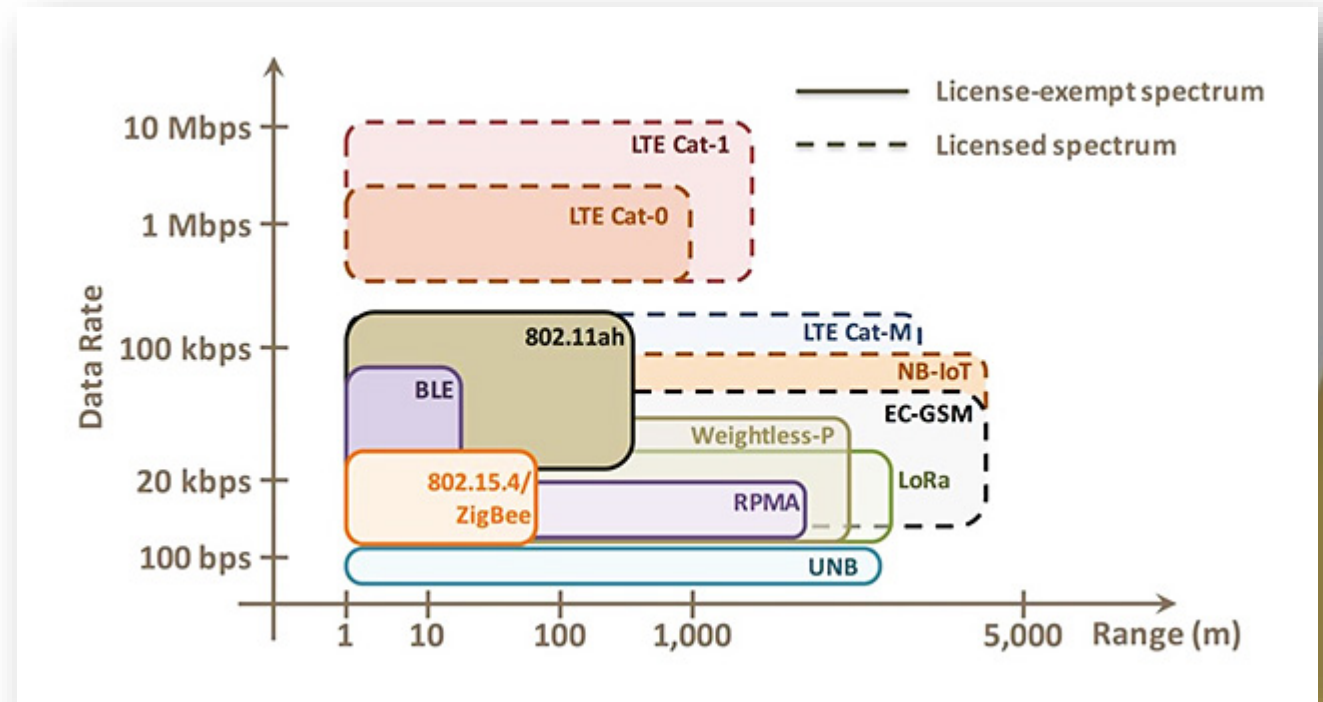 License-exempt spectrum
Licensed spectrum
Data Rate
10 Mbps
1 Mbps
100 kbps
20 kbps
100 bps
LTE Cat-1
LTE Cat-0
802.11ah
LTE Cat-M
NB-IoT
BLE
EC-GSM
Weightless-P
802.15.4/
ZigBee
RPMA
LoRa
UNB
1
10
100
1,000
5,000
Range (m)